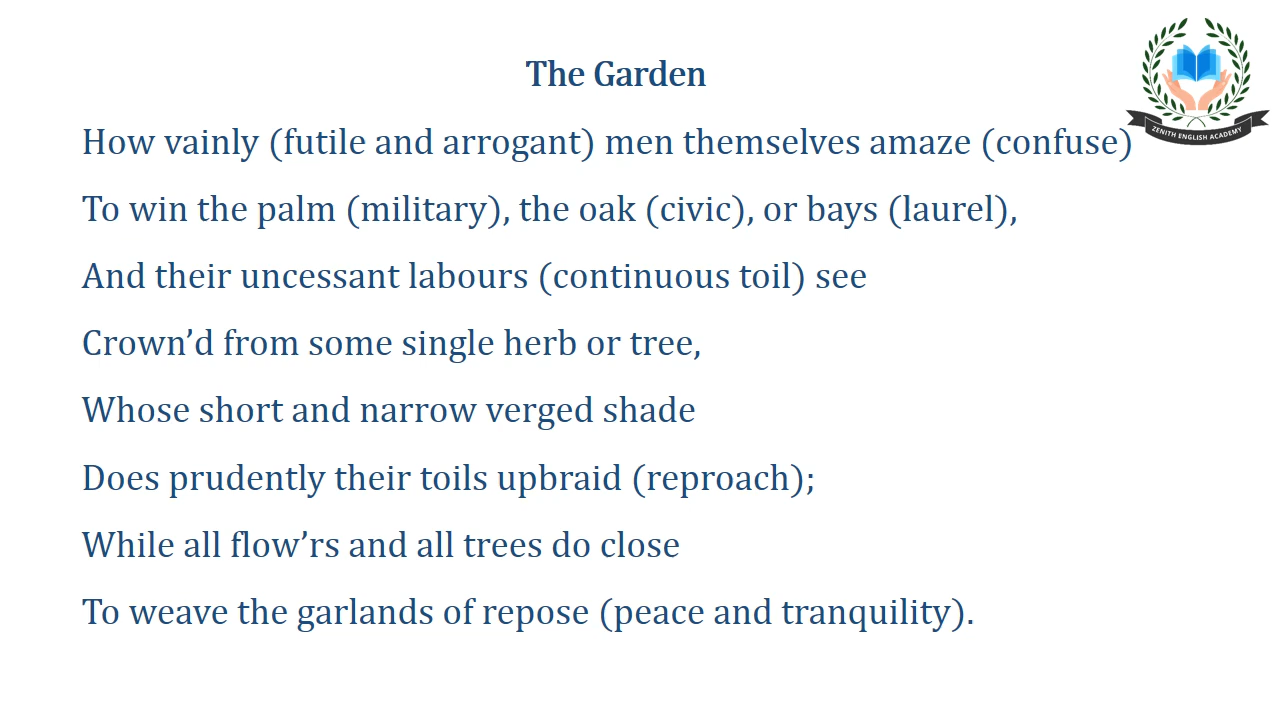 The Garden
ZENITH ENGLISH ACADEMY
How vainly (futile and arrogant) men themselves amaze (confuse)
To win the palm (military), the oak (civic), or bays (laurel),
And their uncessant labours (continuous toil) see
Crown’d from some single herb or tree,
Whose short and narrow verged shade
Does prudently their toils upbraid (reproach);
While all flow’rs and all trees do close
To weave the garlands of repose (peace and tranquility).